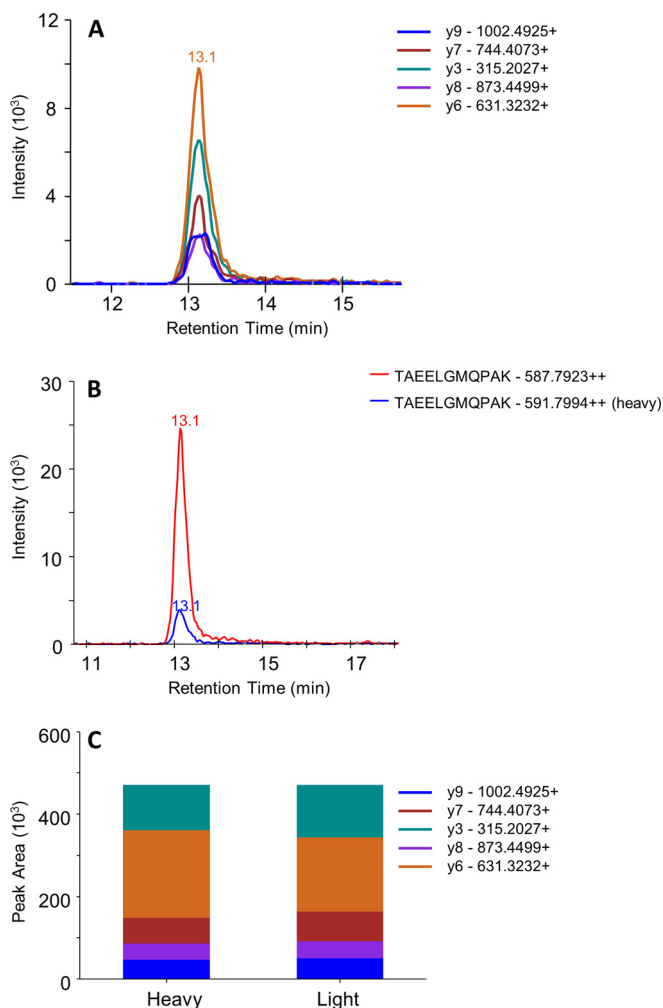 A
12
8
4
0
Intensity (10³)
13.1
12 13 14 15
Retention Time (min)
y9 - 1002.4925+
y7 - 744.4073+
y3 - 315.2027+
y8 - 873.4499+
y6 - 631.3232+
B
30
20
10
0
Intensity (10³)
13.1
13.1
11 13 15 17
Retention Time (min)
TAEELGMQPAK - 587.7923++
TAEELGMQPAK - 591.7994++ (heavy)
C
600
400
200
0
Peak Area (10³)
Heavy Light
y9 - 1002.4925+
y7 - 744.4073+
y3 - 315.2027+
y8 - 873.4499+
y6 - 631.3232+